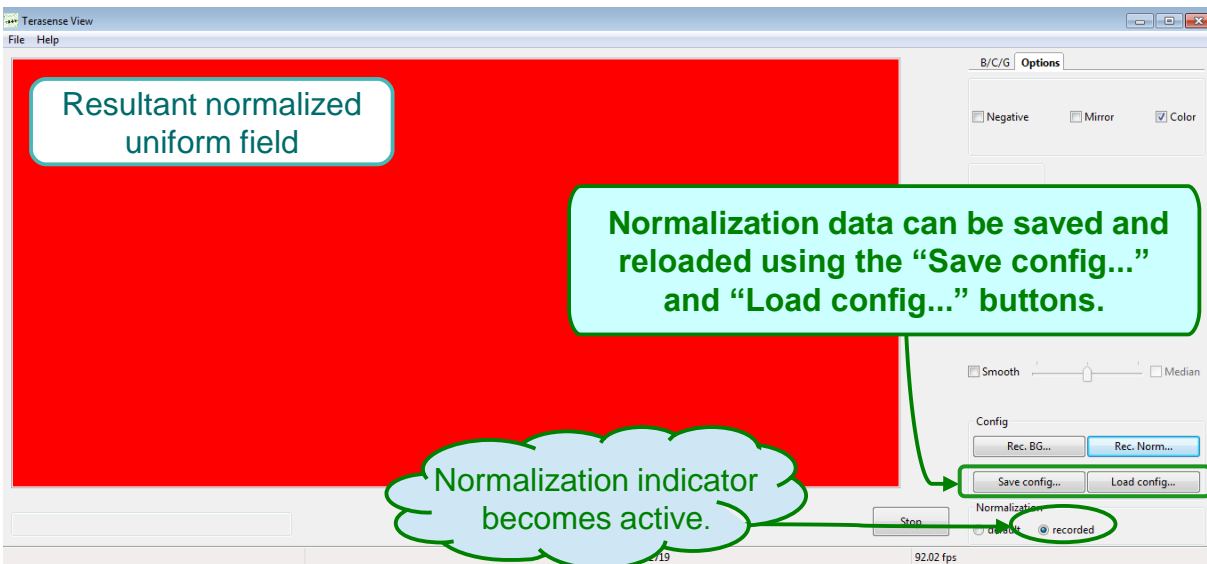 Terasense View
File Help
B/C/G Options
Resultant normalized
uniform field
Negative Mirror Color
Normalization data can be saved and
reloaded using the “Save config...”
and “Load config...” buttons.
Smooth Median
Config
Rec. BG... Rec. Norm...
Save config... Load config...
Normalization indicator
becomes active.
Normalization
Stop
default recorded
92.02 fps